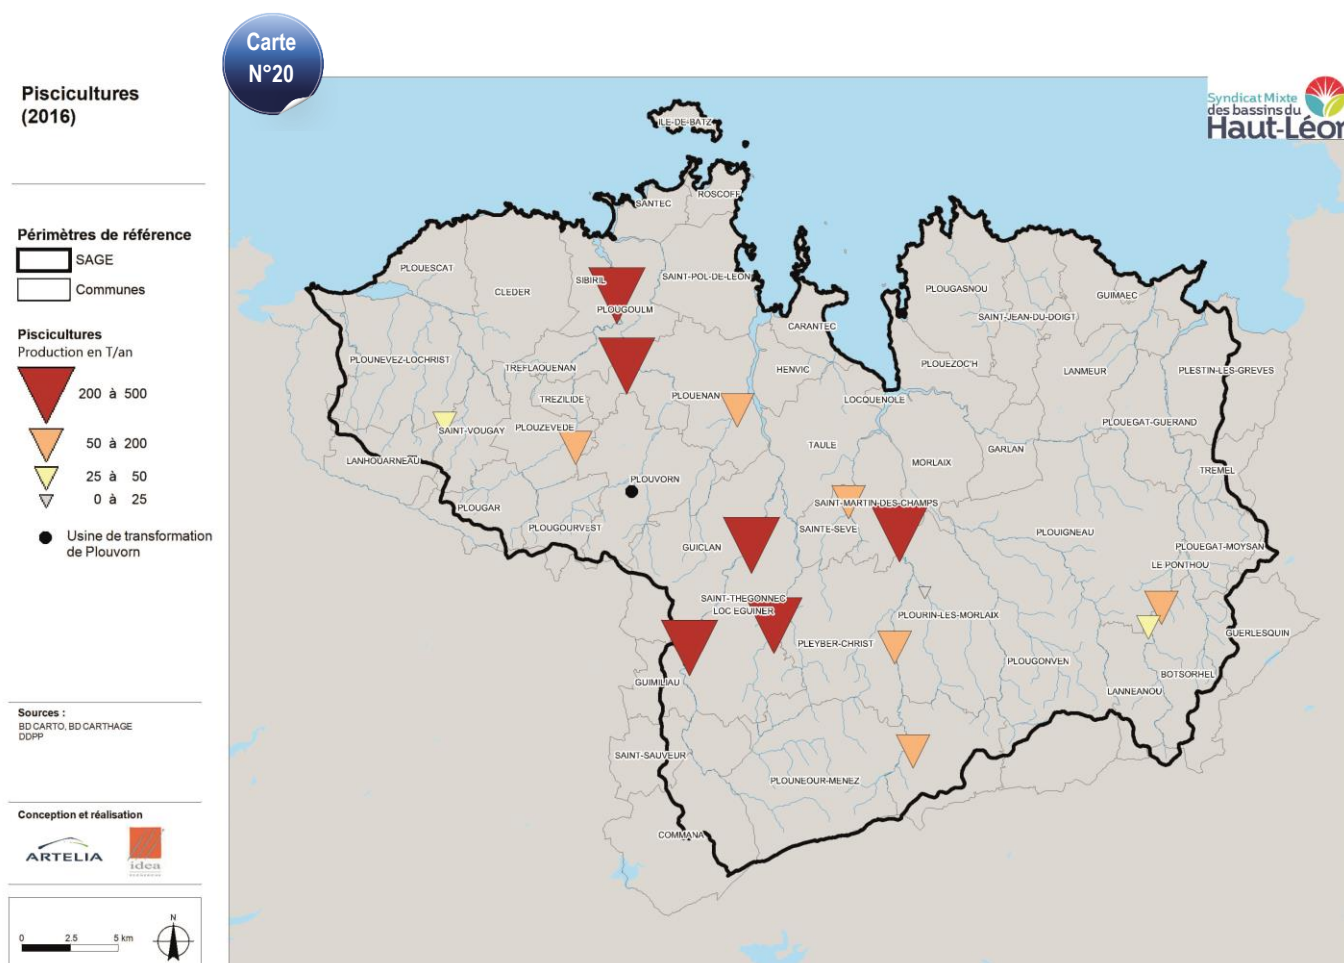 Carte
N°20
Piscicultures
(2016)
Syndicat Mixte
des bassins du
Haut-Léon
Périmètres de référence
SAGE
Communes
Piscicultures
Production en T/an
200 à 500
50 à 200
25 à 50
0 à 25
Usine de transformation
de Plouvorn
Sources :
BD CARTO, BD CARTHAGE
DDPP
Conception et réalisation
ARTELIA
idea
0 2.5 5 km
N
ILE-DE-BATZ
ROSCOFF
SANTEC
PLOUESCAT
SIBIRIL
SAINT-POL-DE-LEON
CLEDER
PLOUGOULM
PLOUGASNOU
GUIMAEC
SAINT-JEAN-DU-DOIGT
CARANTEC
PLOUNEVEZ-LOCHRIST
TREFLAOUENAN
HENVIC
PLOUEZOC'H
LANMEUR
PLESTIN-LES-GREVES
TREZILIDE
PLOUENAN
LOCQUENOLE
SAINT-VOUGAY
PLOUZEVEDE
PLOUEGAT-GUERAND
TAULE
GARLAN
LANHOUARNEAU
MORLAIX
TREMEL
PLOUVORN
PLOUGAR
SAINT-MARTIN-DES-CHAMPS
PLOUGOURVEST
SAINTE-SEVE
PLOUIGNEAU
GUICLAN
PLOUEGAT-MOYSAN
LE PONTHOU
SAINT-THEGONNEC
LOC EGUINER
PLOURIN-LES-MORLAIX
GUERLESQUIN
PLEYBER-CHRIST
PLOUGONVEN
BOTSORHEL
GUIMILIAU
LANNEANOU
SAINT-SAUVEUR
PLOUNEOUR-MENEZ
COMMANA